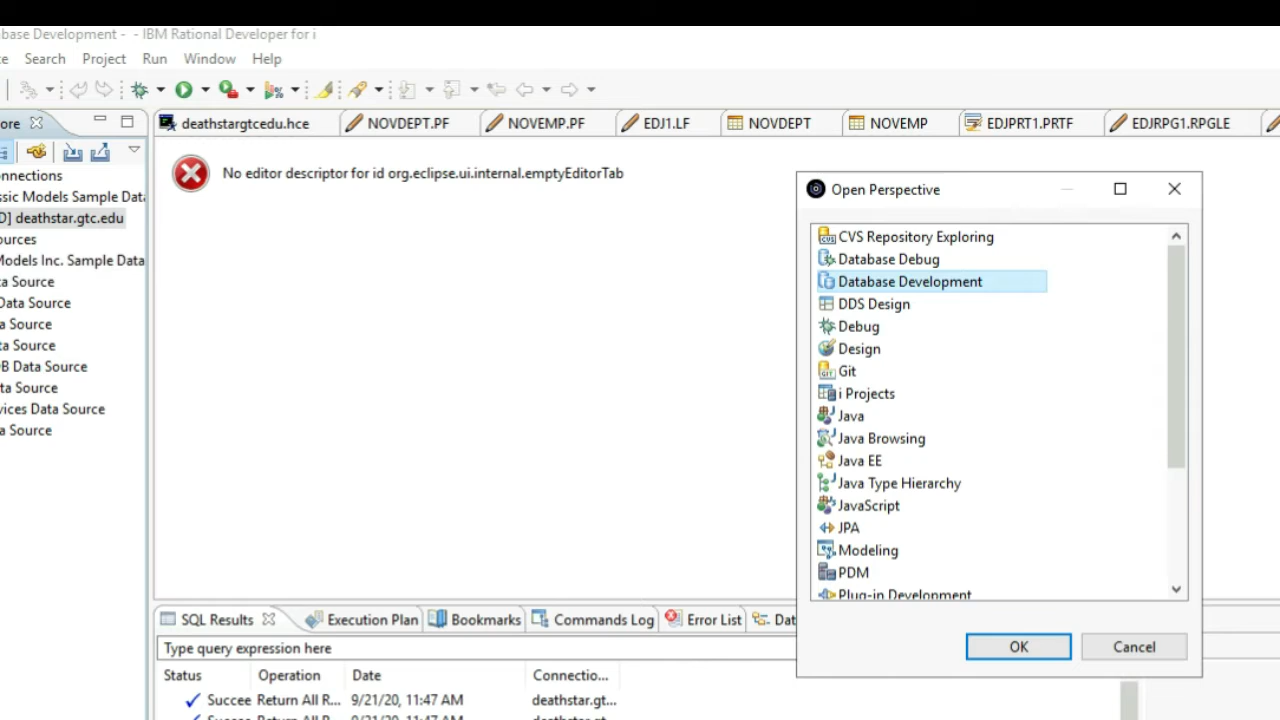 base Development - - IBM Rational Developer for i
Search Project Run Window Help
ore
deathstargtcedu.hce NOVDEPT.PF NOVEMP.PF EDJ1.LF NOVDEPT NOVEMP EDJPRT1.PRTF EDJRPG1.RPGLE
nnections
ssic Models Sample Data
D] deathstar.gtc.edu
ources
Models Inc. Sample Data
ta Source
Data Source
a Source
ta Source
B Data Source
ta Source
vices Data Source
a Source
No editor descriptor for id org.eclipse.ui.internal.emptyEditorTab
Open Perspective
CVS Repository Exploring
Database Debug
Database Development
DDS Design
Debug
Design
Git
i Projects
Java
Java Browsing
Java EE
Java Type Hierarchy
JavaScript
JPA
Modeling
PDM
Plug-in Development
OK Cancel
SQL Results Execution Plan Bookmarks Commands Log Error List Dat
Type query expression here
Status Operation Date Connectio...
Succee Return All R... 9/21/20, 11:47 AM deathstar.gt...